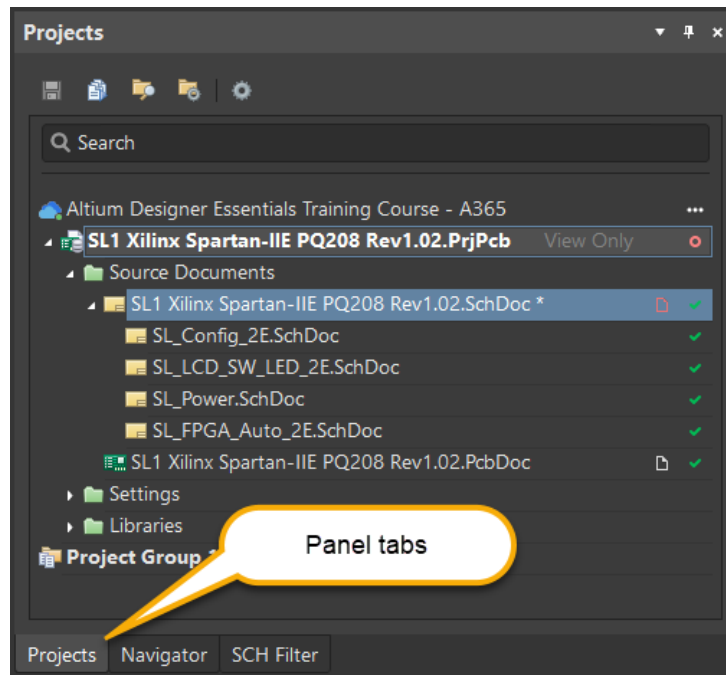 Projects
Search
Altium Designer Essentials Training Course - A365
SL1 Xilinx Spartan-IIE PQ208 Rev1.02.PrjPcb View Only
Source Documents
SL1 Xilinx Spartan-IIE PQ208 Rev1.02.SchDoc *
SL_Config_2E.SchDoc
SL_LCD_SW_LED_2E.SchDoc
SL_Power.SchDoc
SL_FPGA_Auto_2E.SchDoc
SL1 Xilinx Spartan-IIE PQ208 Rev1.02.PcbDoc
Settings
Libraries
Project Group
Panel tabs
Projects Navigator SCH Filter